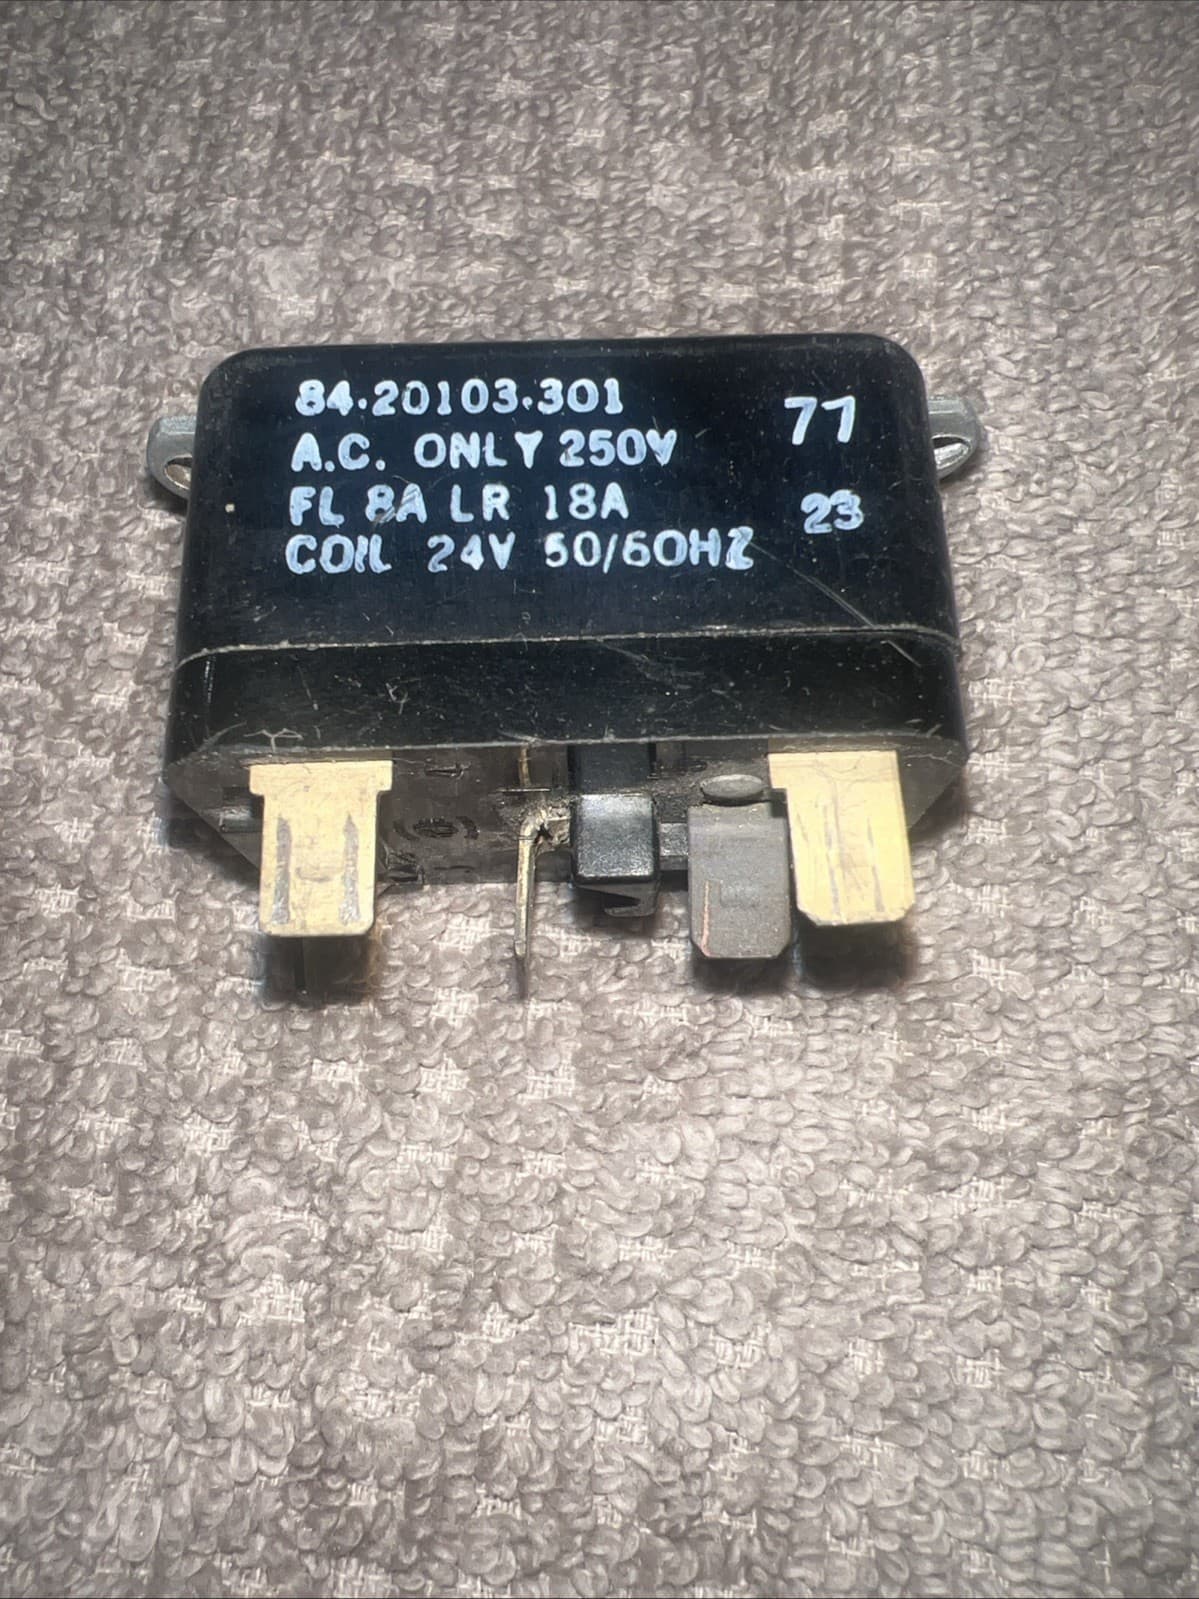 84.20103.301
A.C. ONLY 250V
FL 8A LR 18A
COIL 24V 50/60HZ
77
23